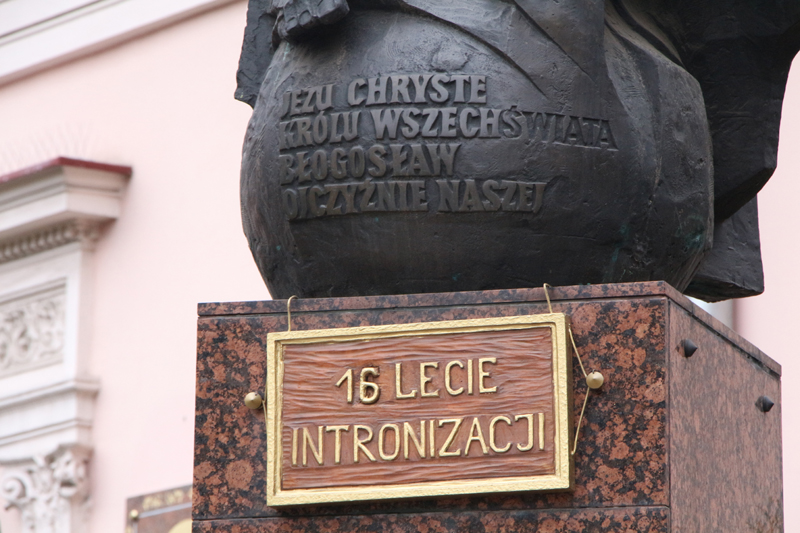 JEZU CHRYSTE
KRÓLU WSZECHŚWIATA
BŁOGOSŁAW
OJCZYŹNIE NASZEJ
16 LECIE
INTRONIZACJI